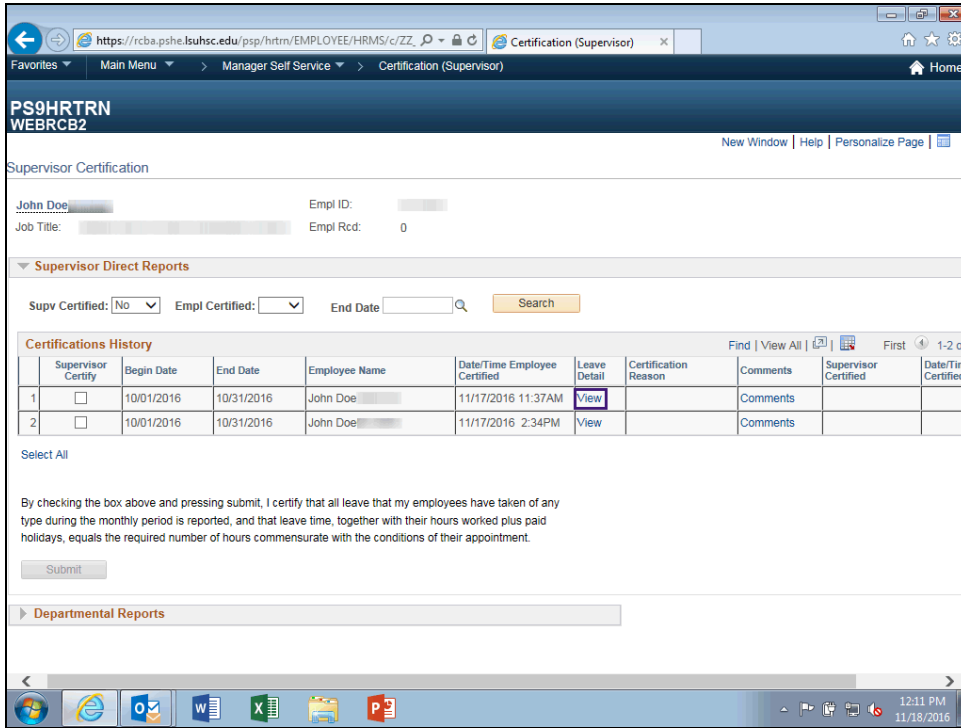 https://rcba.pshe.lsuhsc.edu/psp/hrtrn/EMPLOYEE/HRMS/c/ZZ_
Certification (Supervisor)
Favorites Main Menu > Manager Self Service > Certification (Supervisor) Home
PS9HRTRN
WEBRCB2
New Window | Help | Personalize Page |
Supervisor Certification
John Doe Empl ID:
Job Title: Empl Rcd: 0
Supervisor Direct Reports
Supv Certified: No Empl Certified: End Date Search
Certifications History Find | View All | First 1-2 o
Supervisor Certify Begin Date End Date Employee Name Date/Time Employee Certified Leave Detail Certification Reason Comments Supervisor Certified Date/Tim Certified
1 10/01/2016 10/31/2016 John Doe 11/17/2016 11:37AM View Comments
2 10/01/2016 10/31/2016 John Doe 11/17/2016 2:34PM View Comments
Select All
By checking the box above and pressing submit, I certify that all leave that my employees have taken of any
type during the monthly period is reported, and that leave time, together with their hours worked plus paid
holidays, equals the required number of hours commensurate with the conditions of their appointment.
Submit
Departmental Reports
12:11 PM
11/18/2016